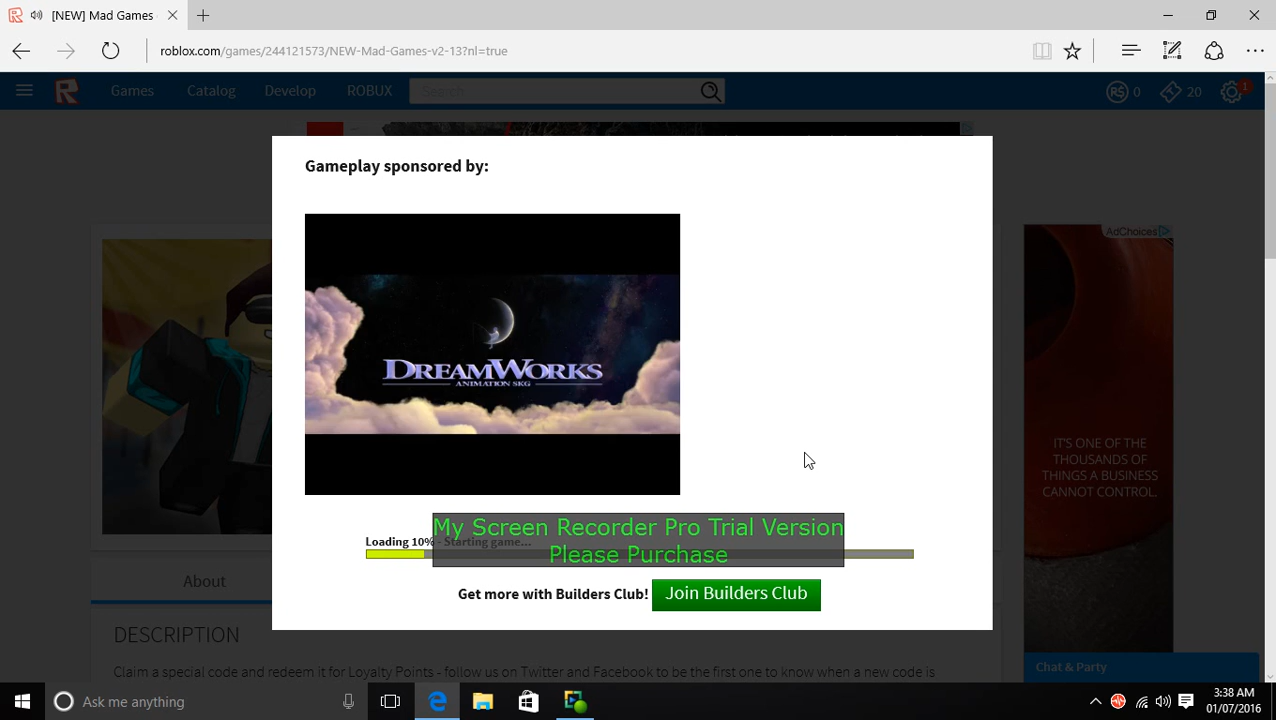 [NEW] Mad Games
roblox.com/games/244121573/NEW-Mad-Games-v2-13?nl=true
Games Catalog Develop ROBUX Search R$ 0 20 1
Gameplay sponsored by:
DREAMWORKS
ANIMATION SKG
AdChoices
IT'S ONE OF THE
THOUSANDS OF
THINGS A BUSINESS
CANNOT CONTROL.
My Screen Recorder Pro Trial Version
Please Purchase
Loading 10% - Starting game...
Get more with Builders Club! Join Builders Club
About
DESCRIPTION
Claim a special code and redeem it for Loyalty Points - follow us on Twitter and Facebook to be the first one to know when a new code is
Chat & Party
Ask me anything
3:38 AM
01/07/2016